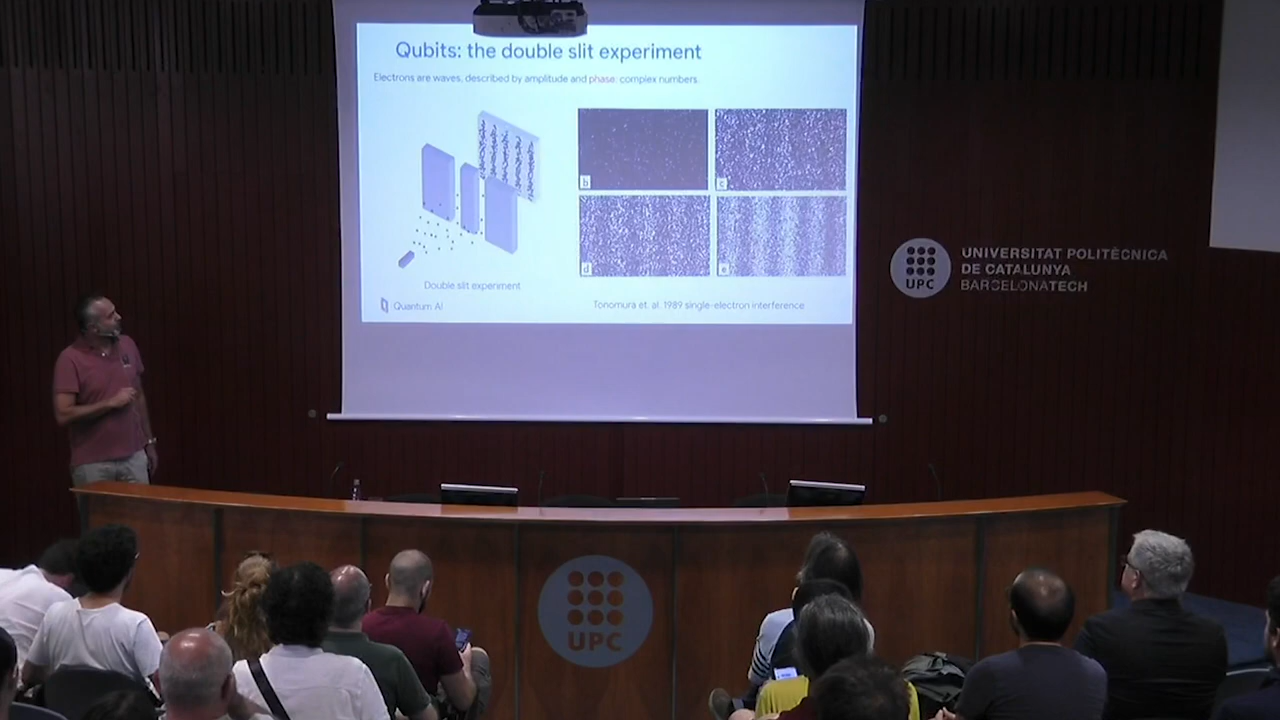 Qubits: the double slit experiment
Electrons are waves, described by amplitude and phase: complex numbers.
b
c
d
e
Double slit experiment
Quantum AI
Tonomura et. al. 1989 single-electron interference
UPC
UNIVERSITAT POLITÈCNICA
DE CATALUNYA
BARCELONATECH
UPC